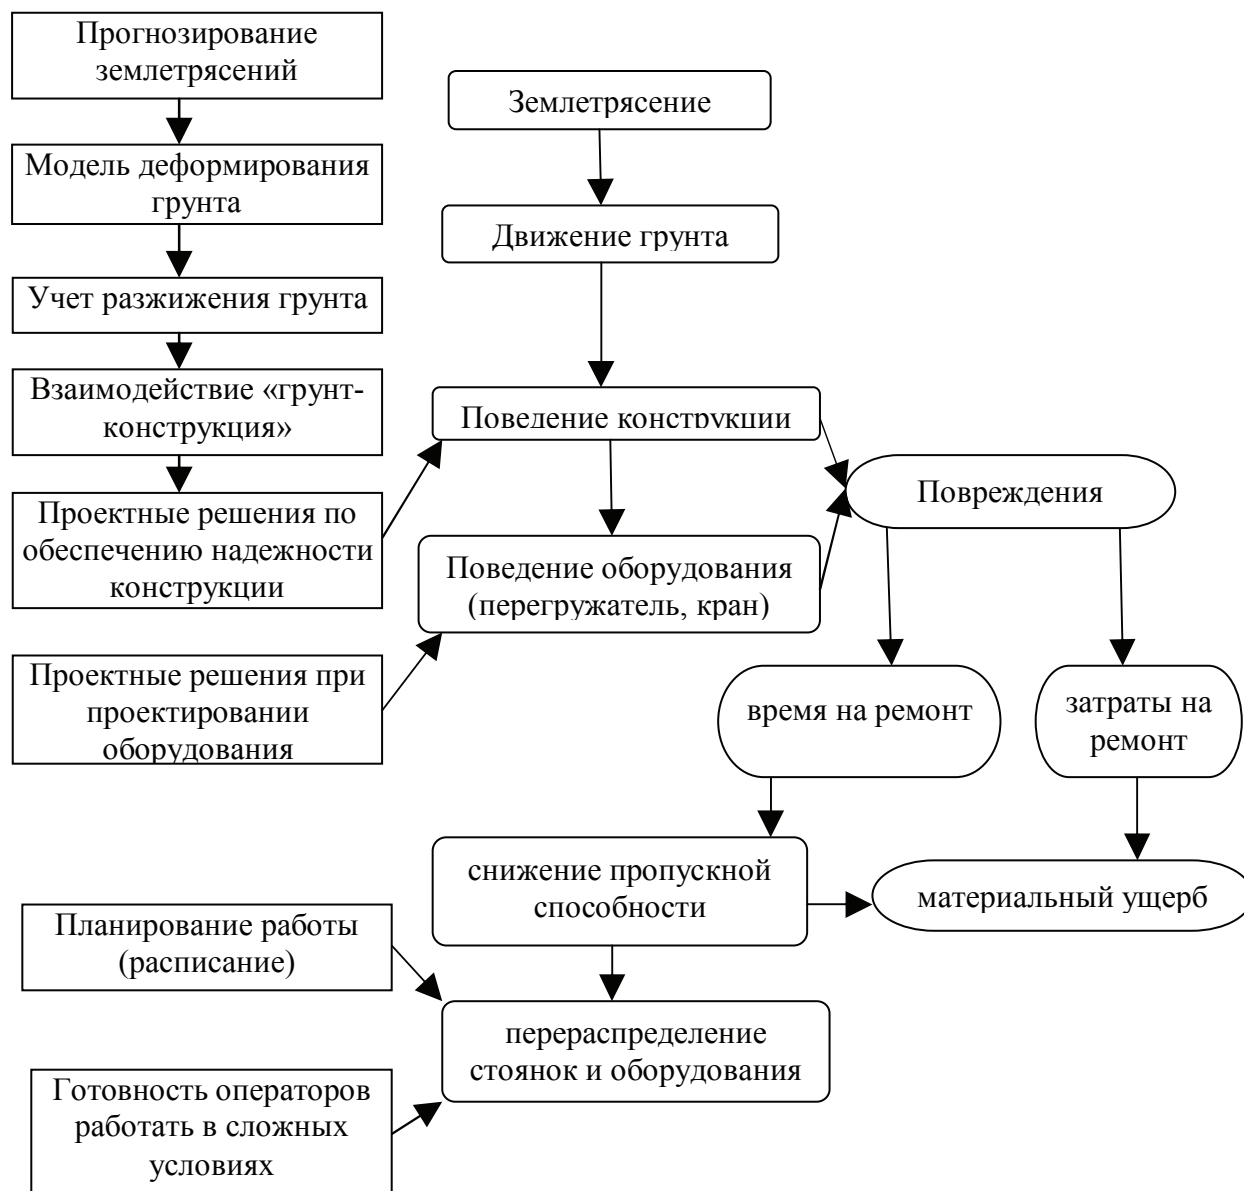 Прогнозирование
землетрясений
Землетрясение
Модель деформирования
грунта
Движение грунта
Учет разжижения грунта
Взаимодействие «грунт-
конструкция»
Поведение конструкции
Повреждения
Проектные решения по
обеспечению надежности
конструкции
Поведение оборудования
(перегружатель, кран)
Проектные решения при
проектировании
оборудования
время на ремонт
затраты на
ремонт
снижение пропускной
способности
материальный ущерб
Планирование работы
(расписание)
перераспределение
стоянок и оборудования
Готовность операторов
работать в сложных
условиях